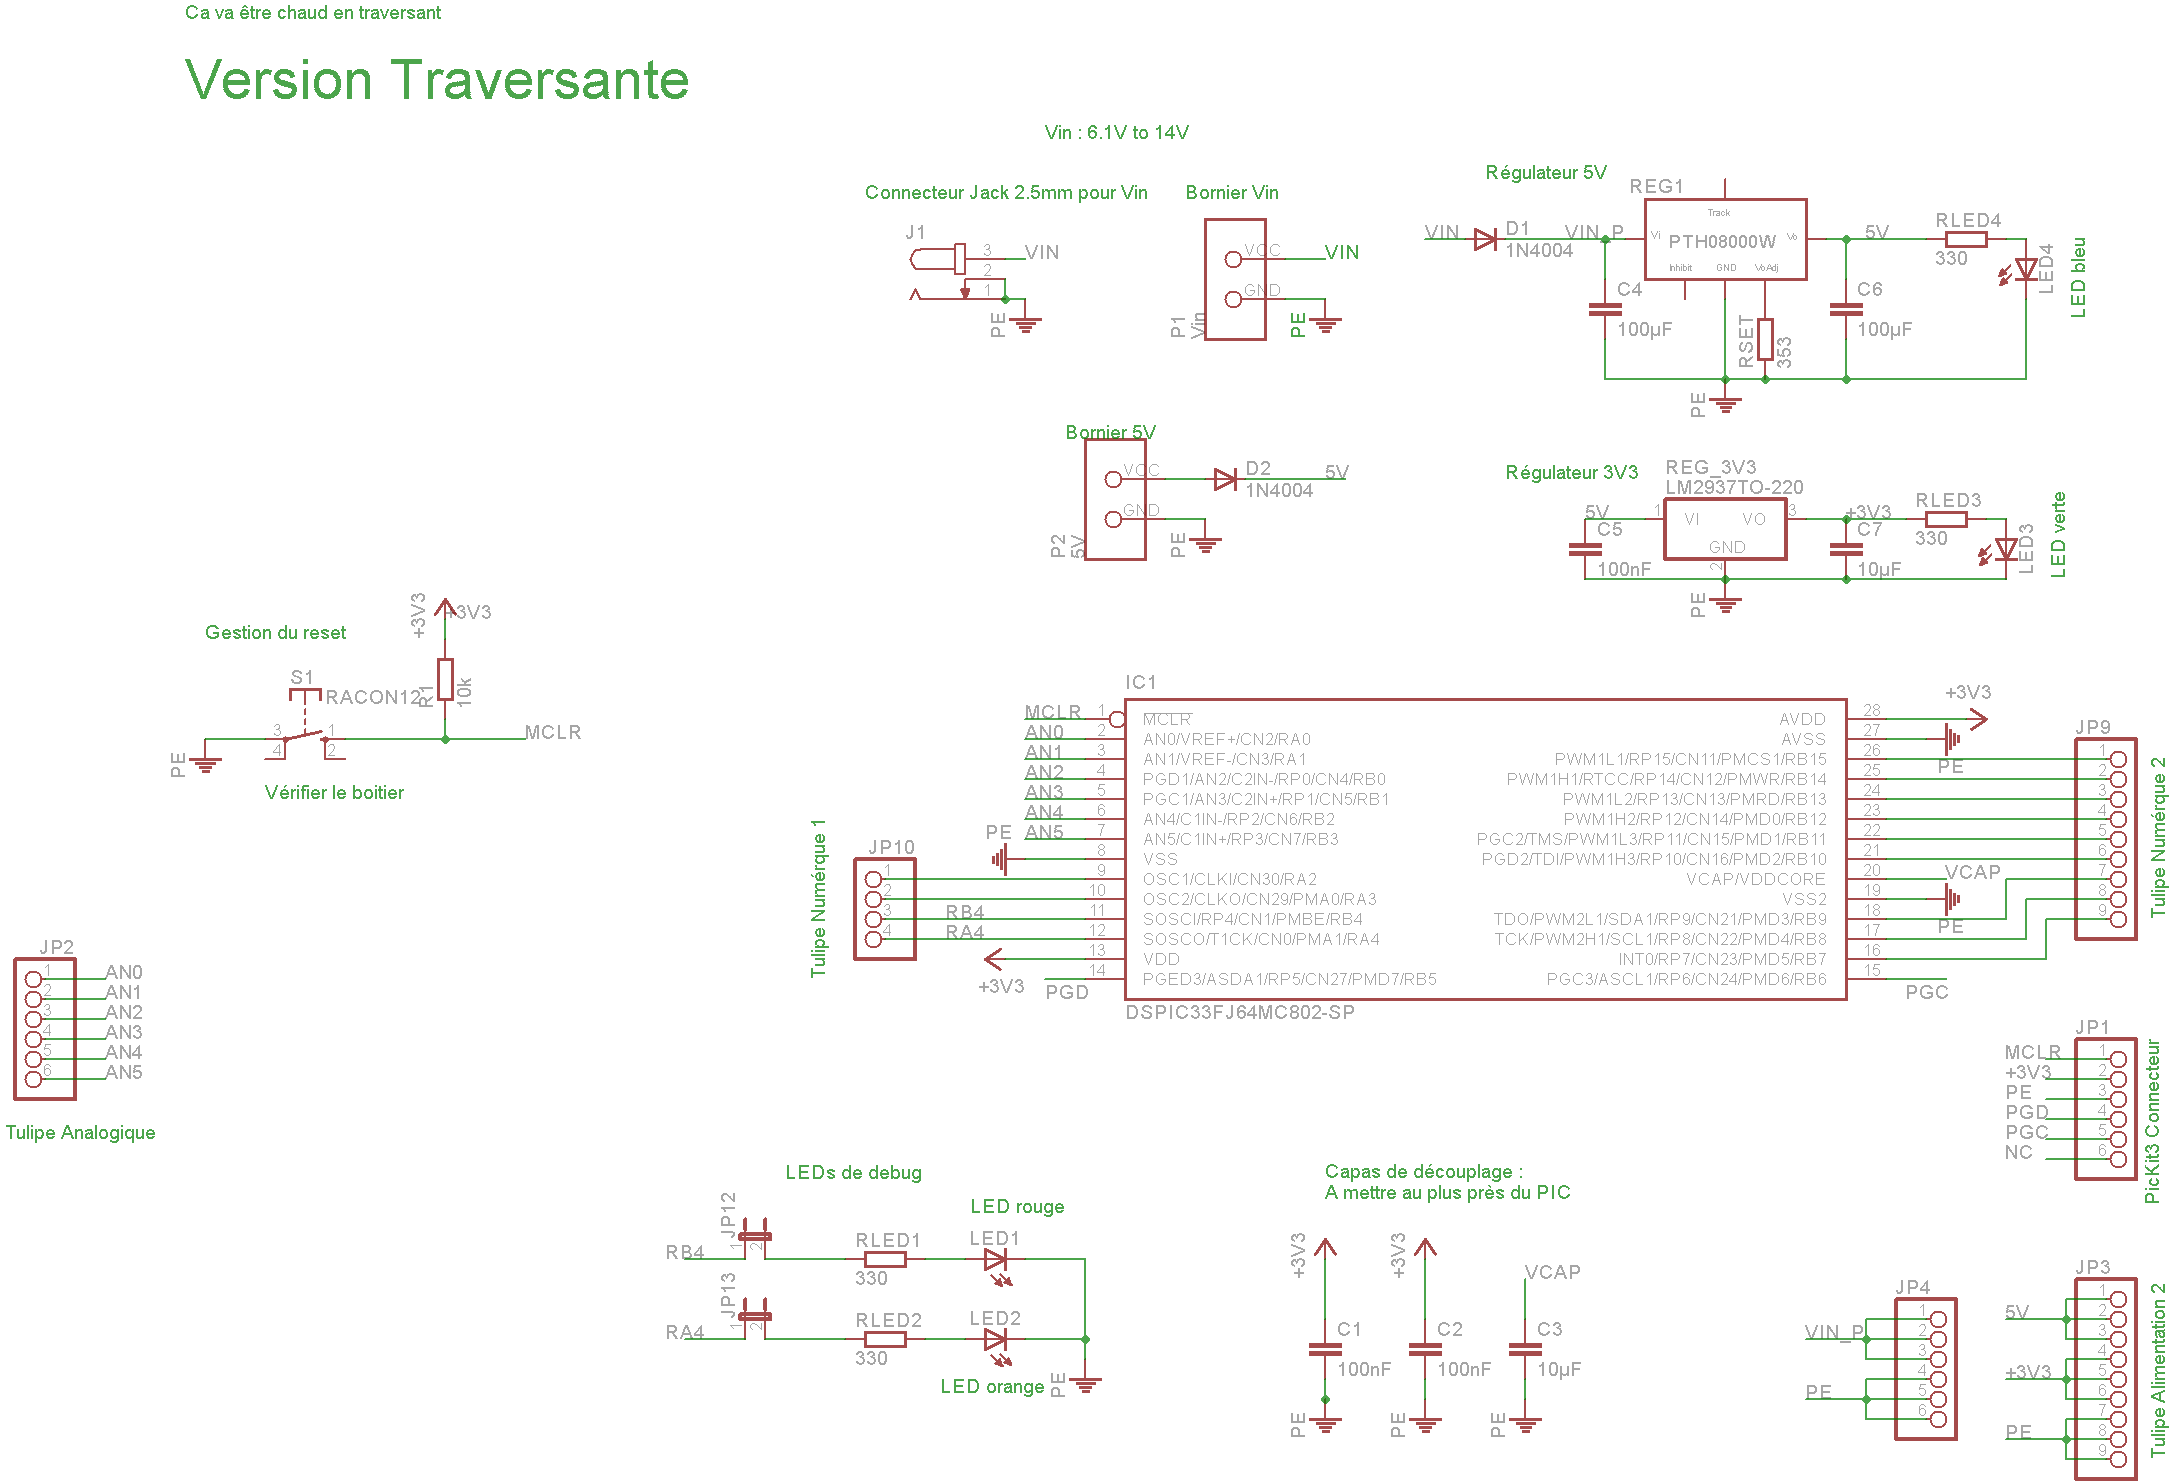 Ca va être chaud en traversant
Version Traversante
Vin : 6.1V to 14V
Connecteur Jack 2.5mm pour Vin
J1
3
2
1
VIN
PE
Bornier Vin
VCC
GND
VIN
PE
P1
Vin
Régulateur 5V
VIN
D1
1N4004
VIN_P
REG1
Track
Vi
PTH08000W
Vo
Inhibit
GND
VoAdj
C4
100µF
RSET
353
5V
C6
100µF
RLED4
330
LED4
LED bleu
PE
Bornier 5V
VCC
GND
P2
5V
D2
1N4004
5V
PE
Régulateur 3V3
REG_3V3
LM2937TO-220
5V
1
VI
VO
3
GND
2
C5
100nF
+3V3
C7
10µF
RLED3
330
LED3
LED verte
PE
Gestion du reset
S1
RACON12
3
4
1
2
PE
+3V3
+3V3
R1
10k
MCLR
Vérifier le boitier
IC1
MCLR 1 MCLR
AN0 2 AN0/VREF+/CN2/RA0
AN1 3 AN1/VREF-/CN3/RA1
AN2 4 PGD1/AN2/C2IN-/RP0/CN4/RB0
AN3 5 PGC1/AN3/C2IN+/RP1/CN5/RB1
AN4 6 AN4/C1IN-/RP2/CN6/RB2
AN5 7 AN5/C1IN+/RP3/CN7/RB3
PE 8 VSS
9 OSC1/CLKI/CN30/RA2
10 OSC2/CLKO/CN29/PMA0/RA3
RB4 11 SOSCI/RP4/CN1/PMBE/RB4
RA4 12 SOSCO/T1CK/CN0/PMA1/RA4
+3V3 13 VDD
PGD 14 PGED3/ASDA1/RP5/CN27/PMD7/RB5
AVDD 28 +3V3
AVSS 27 PE
PWM1L1/RP15/CN11/PMCS1/RB15 26
PWM1H1/RTCC/RP14/CN12/PMWR/RB14 25
PWM1L2/RP13/CN13/PMRD/RB13 24
PWM1H2/RP12/CN14/PMD0/RB12 23
PGC2/TMS/PWM1L3/RP11/CN15/PMD1/RB11 22
PGD2/TDI/PWM1H3/RP10/CN16/PMD2/RB10 21
VCAP/VDDCORE 20 VCAP
VSS2 19 PE
TDO/PWM2L1/SDA1/RP9/CN21/PMD3/RB9 18
TCK/PWM2H1/SCL1/RP8/CN22/PMD4/RB8 17
INT0/RP7/CN23/PMD5/RB7 16
PGC3/ASCL1/RP6/CN24/PMD6/RB6 15 PGC
DSPIC33FJ64MC802-SP
JP10
1
2
3
4
Tulipe Numérque 1
JP9
1
2
3
4
5
6
7
8
9
Tulipe Numérque 2
JP2
1 AN0
2 AN1
3 AN2
4 AN3
5 AN4
6 AN5
Tulipe Analogique
JP1
MCLR 1
+3V3 2
PE 3
PGD 4
PGC 5
NC 6
PicKit3 Connecteur
LEDs de debug
JP12
RB4
1
2
RLED1
330
LED rouge
LED1
JP13
RA4
1
2
RLED2
330
LED2
LED orange
PE
Capas de découplage :
A mettre au plus près du PIC
+3V3
C1
100nF
PE
+3V3
C2
100nF
PE
VCAP
C3
10µF
PE
JP4
VIN_P
PE
1
2
3
4
5
6
JP3
5V
+3V3
PE
1
2
3
4
5
6
7
8
9
Tulipe Alimentation 2